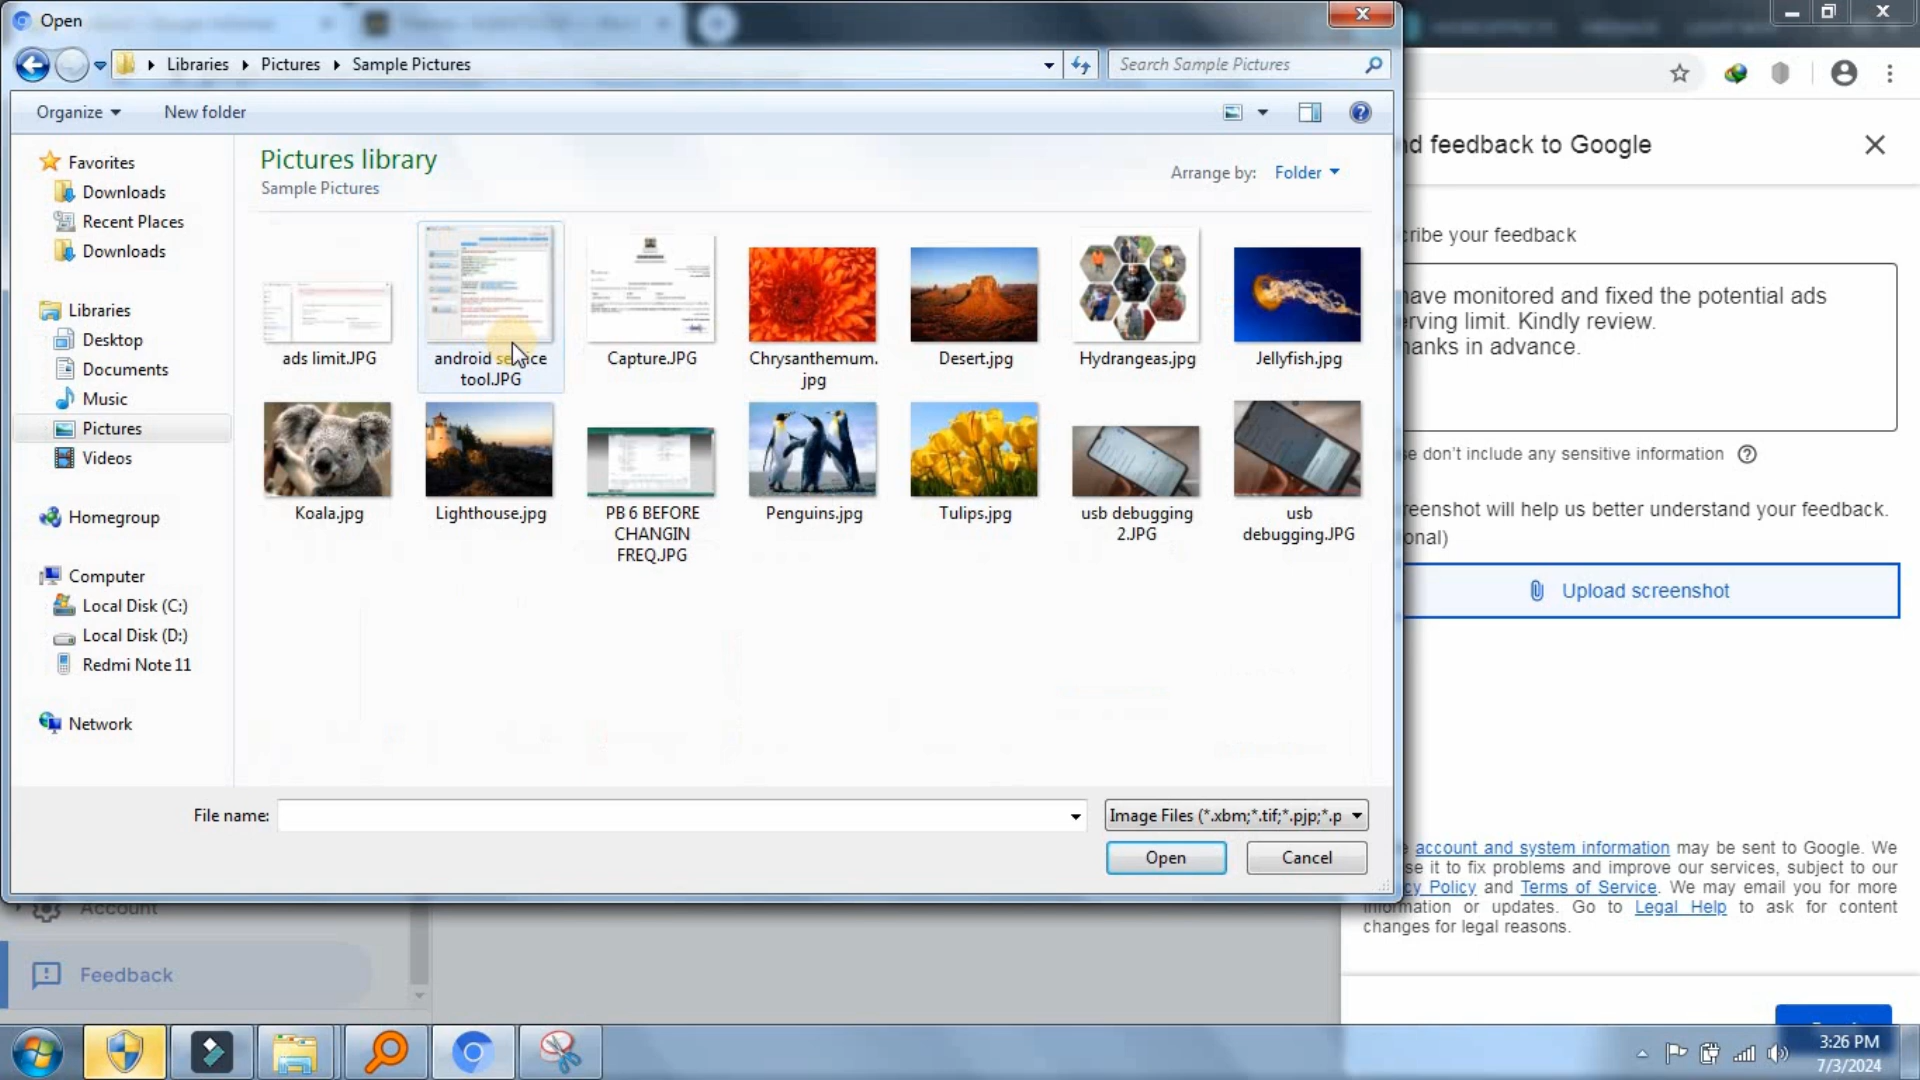 Open
Libraries
Pictures
Sample Pictures
Search Sample Pictures
Organize
New folder
Pictures library
Sample Pictures
Arrange by:
Folder
Favorites
Downloads
Recent Places
Downloads
Libraries
Desktop
Documents
Music
Pictures
Videos
Homegroup
Computer
Local Disk (C:)
Local Disk (D:)
Redmi Note 11
Network
ads limit.JPG
android
tool.JPG
Capture.JPG
Chrysanthemum.
jpg
Desert.jpg
Hydrangeas.jpg
Jellyfish.jpg
Koala.jpg
Lighthouse.jpg
PB 6 BEFORE
CHANGIN
FREQ.JPG
Penguins.jpg
Tulips.jpg
usb debugging
2.JPG
usb
debugging.JPG
File name:
Image Files (*.xbm;*.tif;*.pjp;*.p
Open
Cancel
feedback to Google
your feedback
monitored and fixed the potential ads
limit. Kindly review.
in advance.
don't include any sensitive information
will help us better understand your feedback.
Upload screenshot
account and system information may be sent to Google. We
it to fix problems and improve our services, subject to our
Policy and Terms of Service. We may email you for more
information or updates. Go to Legal Help to ask for content
changes for legal reasons.
Account
Feedback
3:26 PM
7/3/2024